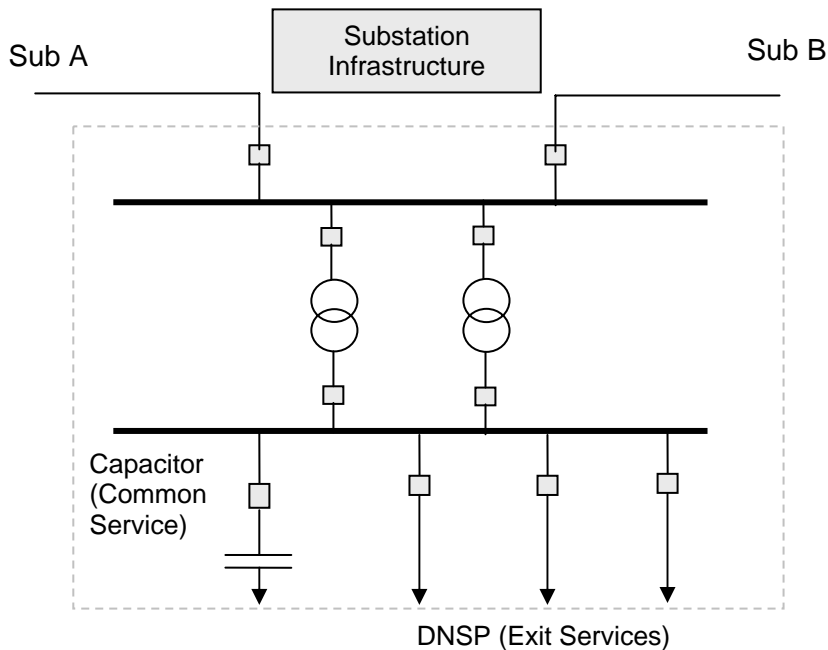 Substation
Infrastructure
Sub A
Sub B
Capacitor
(Common
Service)
DNSP (Exit Services)